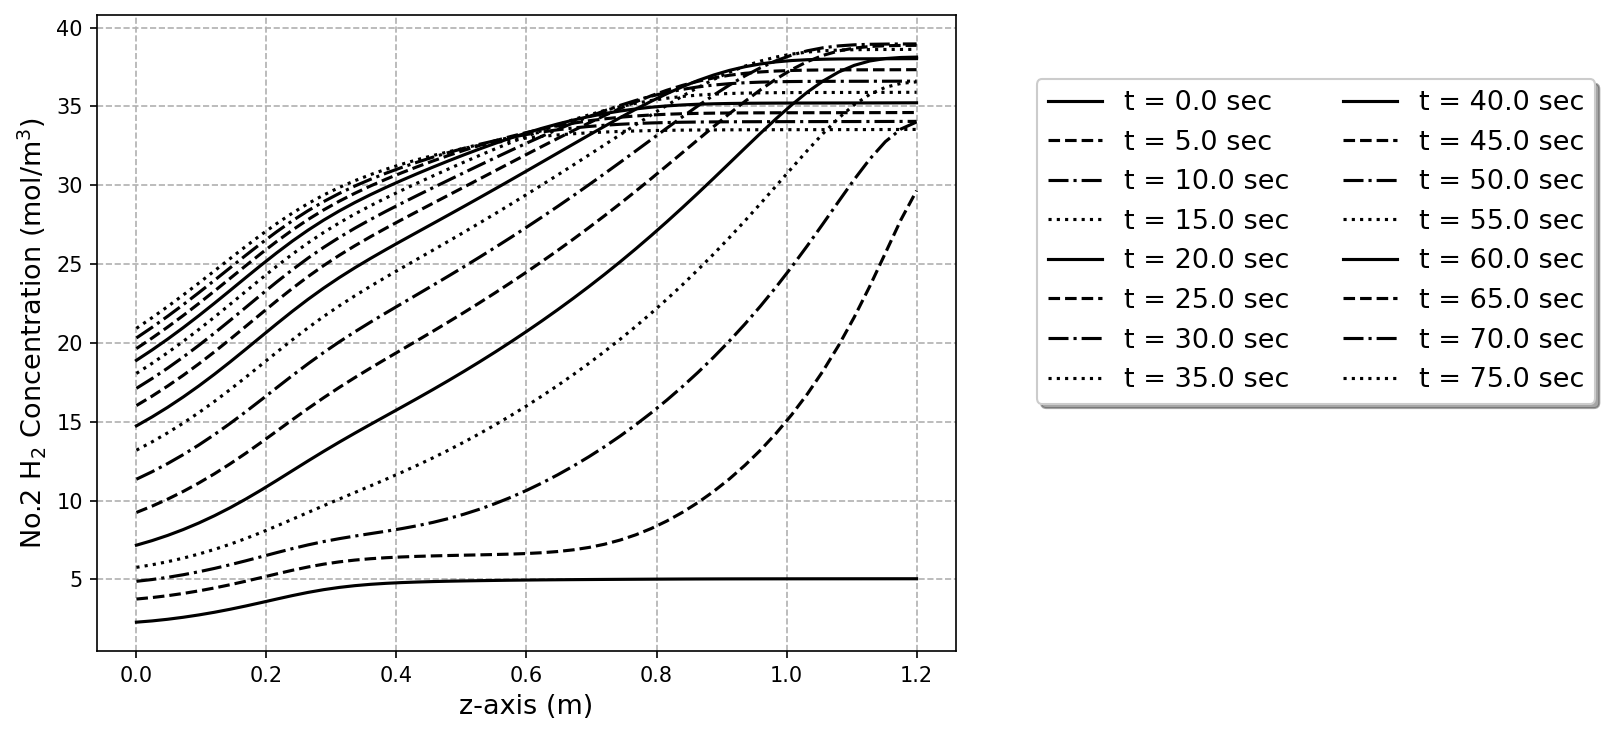 No.2 H₂ Concentration (mol/m³)
40
35
30
25
20
15
10
5
0.0 0.2 0.4 0.6 0.8 1.0 1.2
z-axis (m)
t = 0.0 sec
t = 5.0 sec
t = 10.0 sec
t = 15.0 sec
t = 20.0 sec
t = 25.0 sec
t = 30.0 sec
t = 35.0 sec
t = 40.0 sec
t = 45.0 sec
t = 50.0 sec
t = 55.0 sec
t = 60.0 sec
t = 65.0 sec
t = 70.0 sec
t = 75.0 sec